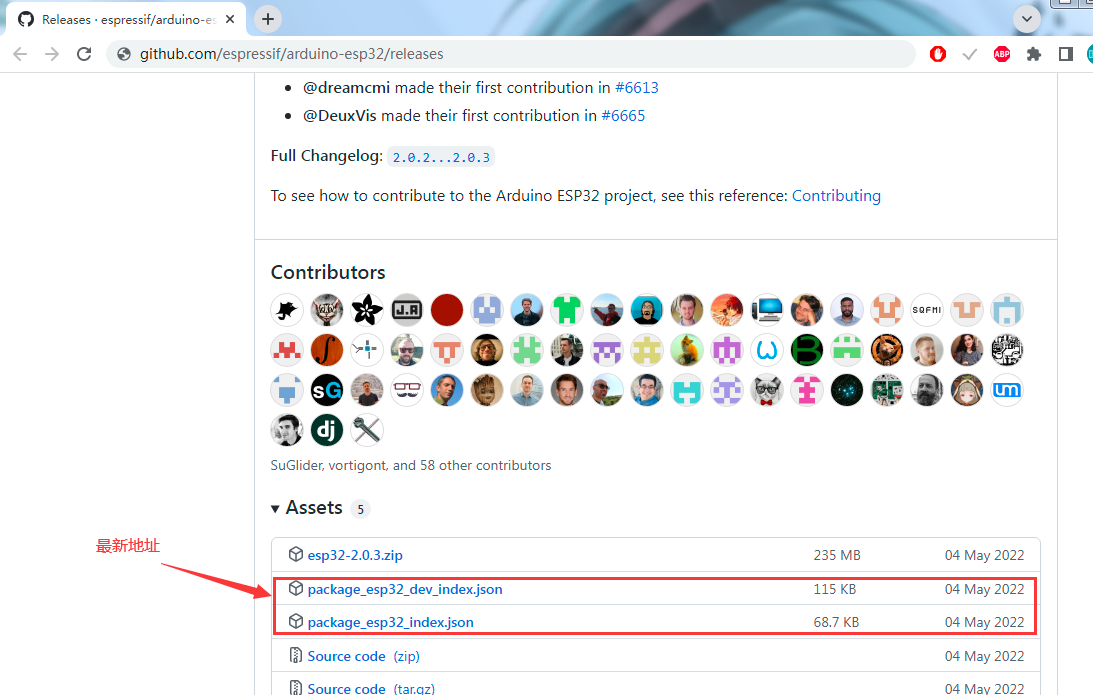 Releases · espressif/arduino-es
github.com/espressif/arduino-esp32/releases
ABP
@dreamcmi made their first contribution in #6613
@DeuxVis made their first contribution in #6665
Full Changelog: 2.0.2...2.0.3
To see how to contribute to the Arduino ESP32 project, see this reference: Contributing
Contributors
J.A
SQFMI
sG
um
dj
SuGlider, vortigont, and 58 other contributors
Assets 5
最新地址
esp32-2.0.3.zip 235 MB 04 May 2022
package_esp32_dev_index.json 115 KB 04 May 2022
package_esp32_index.json 68.7 KB 04 May 2022
Source code (zip) 04 May 2022
Source code (tar.gz) 04 May 2022